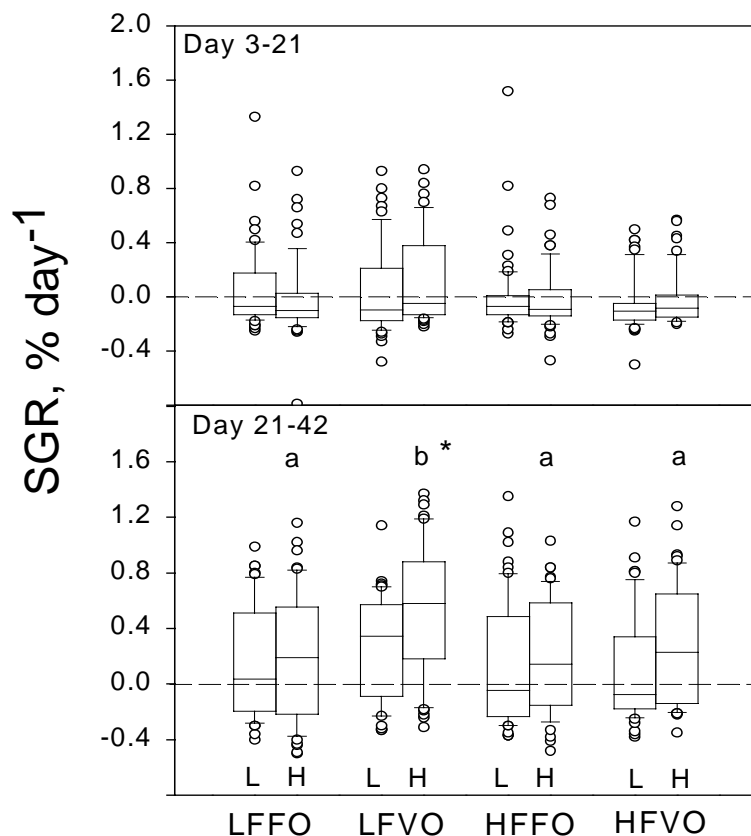 SGR, % day-1
2.0
Day 3-21
1.6
1.2
0.8
0.4
0.0
-0.4
Day 21-42
1.6
a b * a a
1.2
0.8
0.4
0.0
-0.4
L H L H L H L H
LFFO LFVO HFFO HFVO